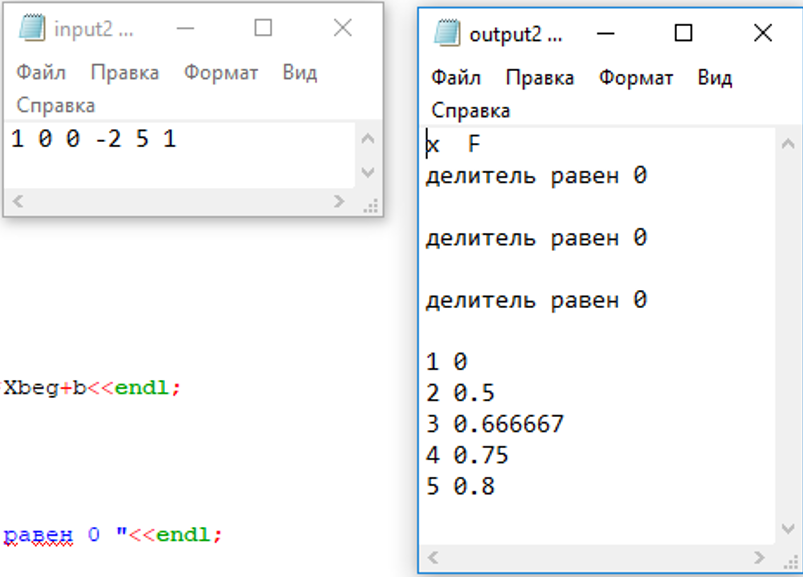 input2 ...
Файл Правка Формат Вид
Справка
1 0 0 -2 5 1
Xbeg+b<<endl;
равен 0 "<<endl;
output2 ...
Файл Правка Формат Вид
Справка
x F
делитель равен 0
делитель равен 0
делитель равен 0
1 0
2 0.5
3 0.666667
4 0.75
5 0.8